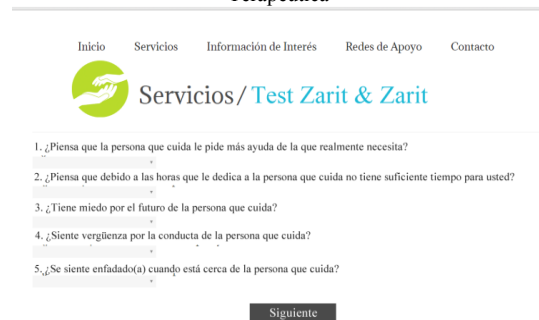 Inicio Servicios Información de Interés Redes de Apoyo Contacto
Servicios/ Test Zarit & Zarit
1. ¿Piensa que la persona que cuida le pide más ayuda de la que realmente necesita?
2. ¿Piensa que debido a las horas que le dedica a la persona que cuida no tiene suficiente tiempo para usted?
3. ¿Tiene miedo por el futuro de la persona que cuida?
4. ¿Siente vergüenza por la conducta de la persona que cuida?
5. ¿Se siente enfadado(a) cuando está cerca de la persona que cuida?
Siguiente